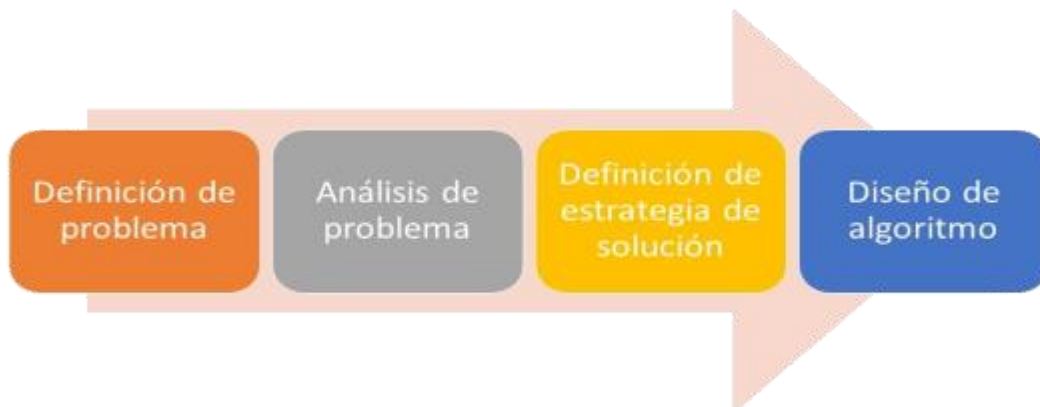 Definición de
problema
Análisis de
problema
Definición de
estrategia de
solución
Diseño de
algoritmo